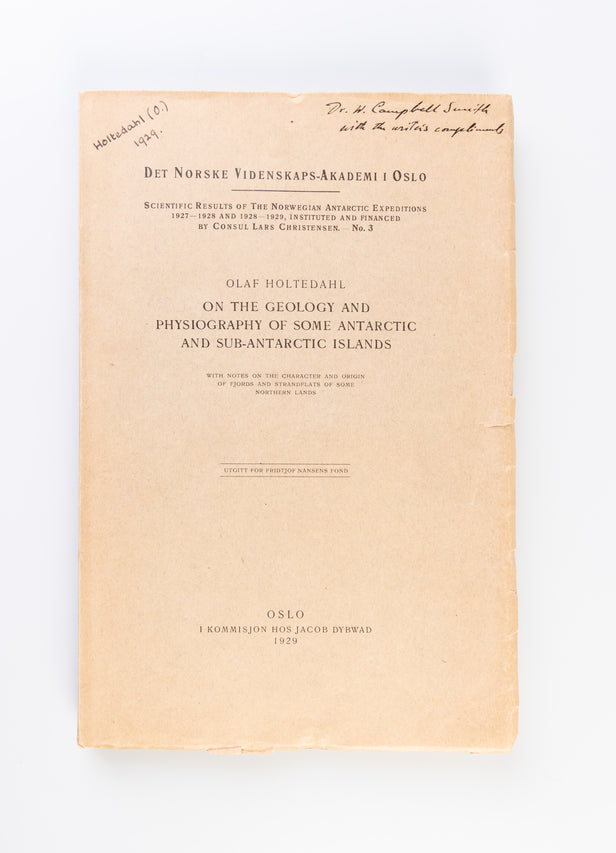 Holtedahl (O.)
1929.
Dr. W. Campbell Smith
with the writer's compliments
DET NORSKE VIDENSKAPS-AKADEMI I OSLO
SCIENTIFIC RESULTS OF THE NORWEGIAN ANTARCTIC EXPEDITIONS
1927—1928 AND 1928—1929, INSTITUTED AND FINANCED
BY CONSUL LARS CHRISTENSEN. — No. 3
OLAF HOLTEDAHL
ON THE GEOLOGY AND
PHYSIOGRAPHY OF SOME ANTARCTIC
AND SUB-ANTARCTIC ISLANDS
WITH NOTES ON THE CHARACTER AND ORIGIN
OF FJORDS AND STRANDFLATS OF SOME
NORTHERN LANDS
UTGITT FOR FRIDTJOF NANSENS FOND
OSLO
I KOMMISJON HOS JACOB DYBWAD
1929